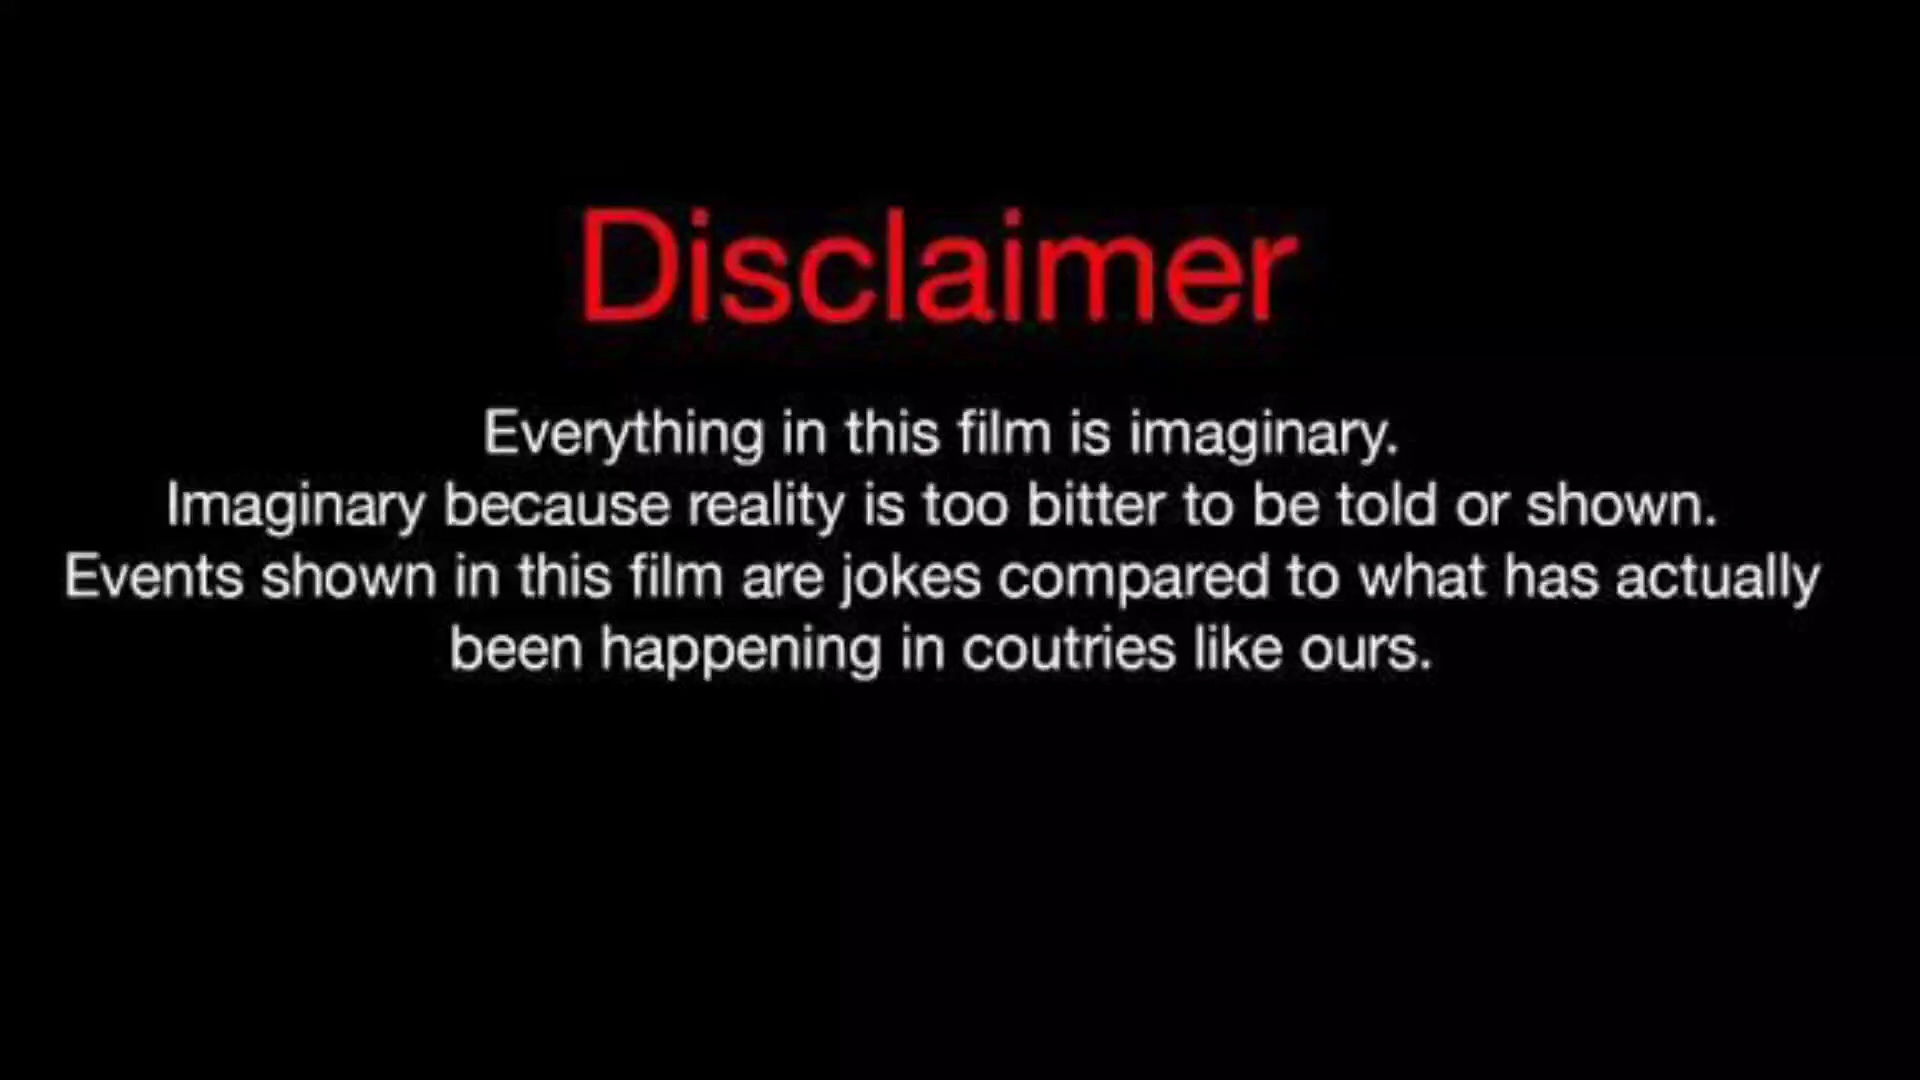 Disclaimer
Everything in this film is imaginary.
Imaginary because reality is too bitter to be told or shown.
Events shown in this film are jokes compared to what has actually
been happening in coutries like ours.